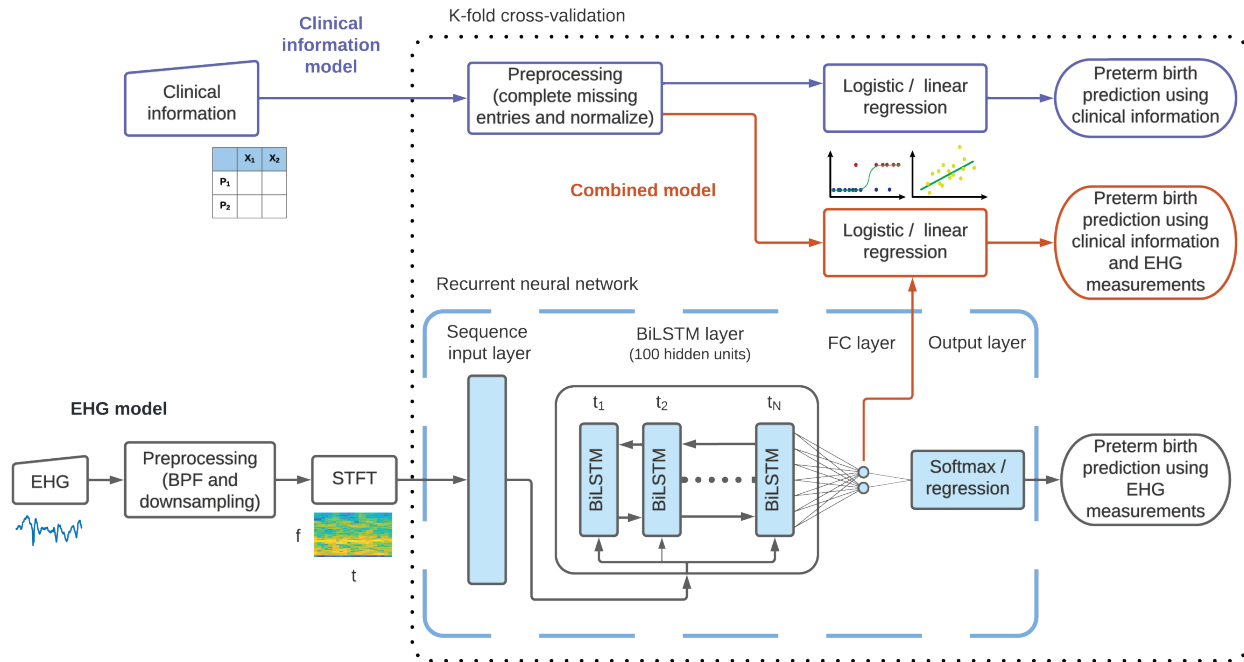 K-fold cross-validation
Clinical
information
model
Clinical
information
X₁ X₂
P₁
P₂
Preprocessing
(complete missing
entries and normalize)
Logistic / linear
regression
Preterm birth
prediction using
clinical information
Combined model
Logistic / linear
regression
Preterm birth
prediction using
clinical information
and EHG
measurements
Recurrent neural network
Sequence
input layer
BiLSTM layer
(100 hidden units)
FC layer
Output layer
EHG model
EHG
Preprocessing
(BPF and
downsampling)
STFT
f
t
t₁
t₂
t_N
BiLSTM
BiLSTM
BiLSTM
Softmax /
regression
Preterm birth
prediction using
EHG
measurements